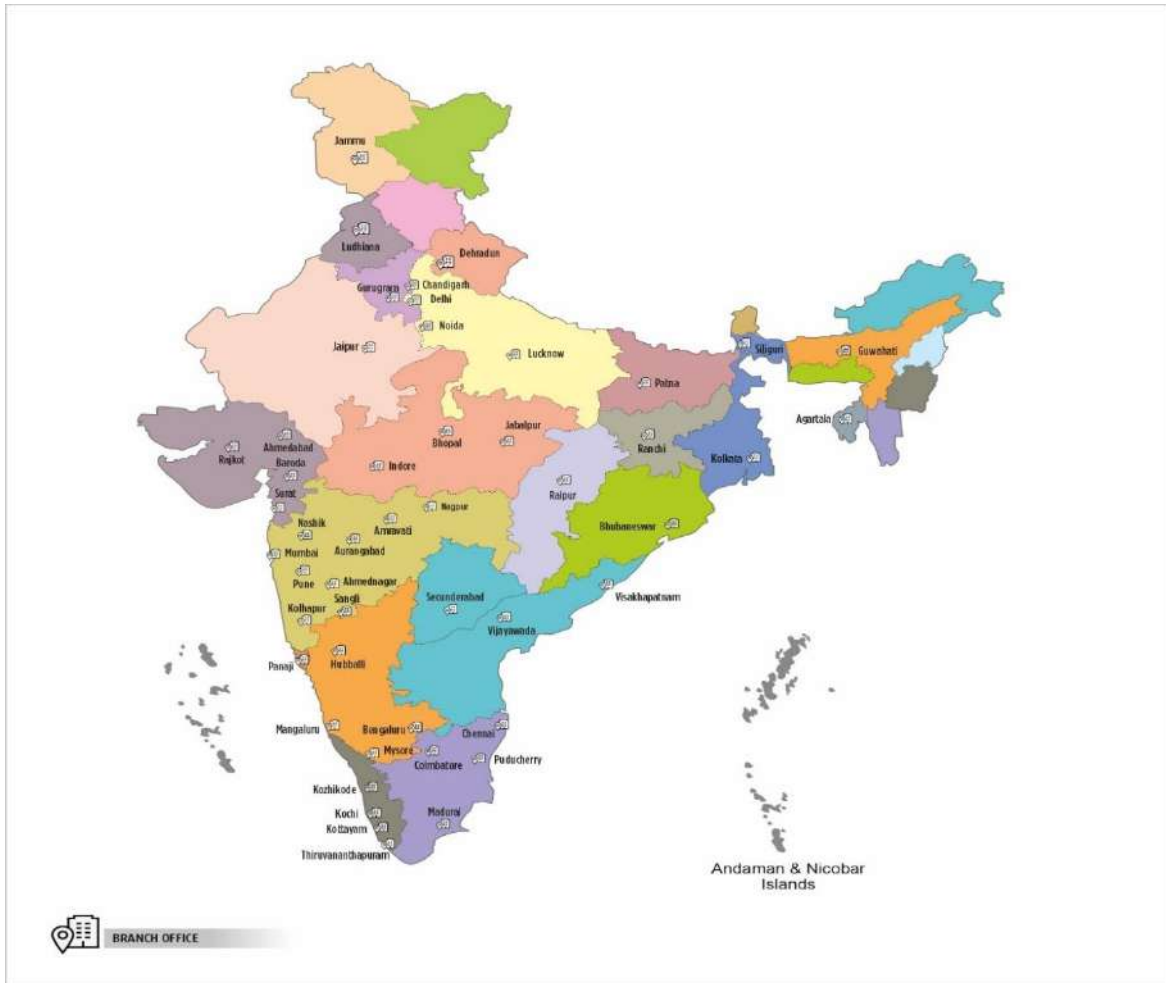 Jammu
Ludhiana
Dehradun
Chandigarh
Gurugram
Delhi
Noida
Jaipur
Lucknow
Siliguri
Guwahati
Patna
Agartala
Jabalpur
Bhopal
Ahmedabad
Rajkot
Baroda
Indore
Ranchi
Kolkata
Surat
Raipur
Nagpur
Nashik
Amravati
Bhubaneswar
Aurangabad
Mumbai
Pune
Ahmednagar
Sangli
Kolhapur
Secunderabad
Visakhapatnam
Vijayawada
Panaji
Hubballi
Mangaluru
Bengaluru
Chennai
Mysore
Coimbatore
Puducherry
Kozhikode
Kochi
Madurai
Kottayam
Thiruvananthapuram
Andaman & Nicobar
Islands
BRANCH OFFICE